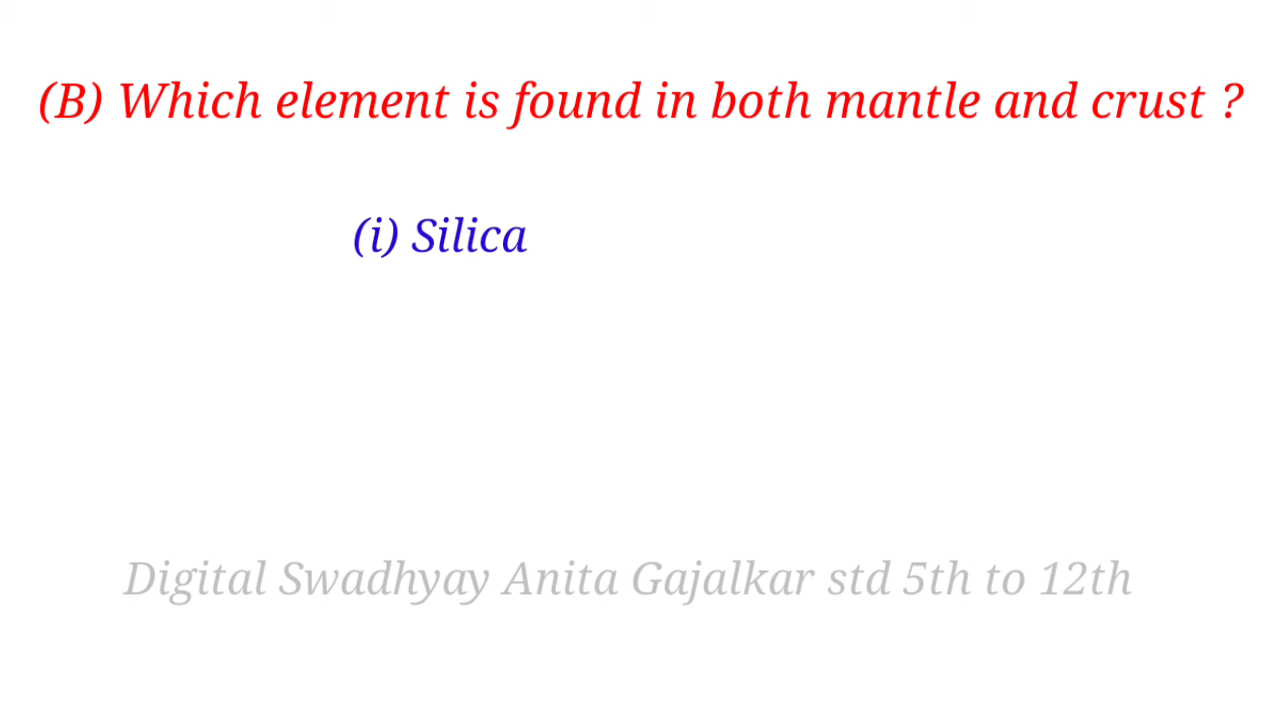 (B) Which element is found in both mantle and crust ?
(i) Silica
Digital Swadhyay Anita Gajalkar std 5th to 12th